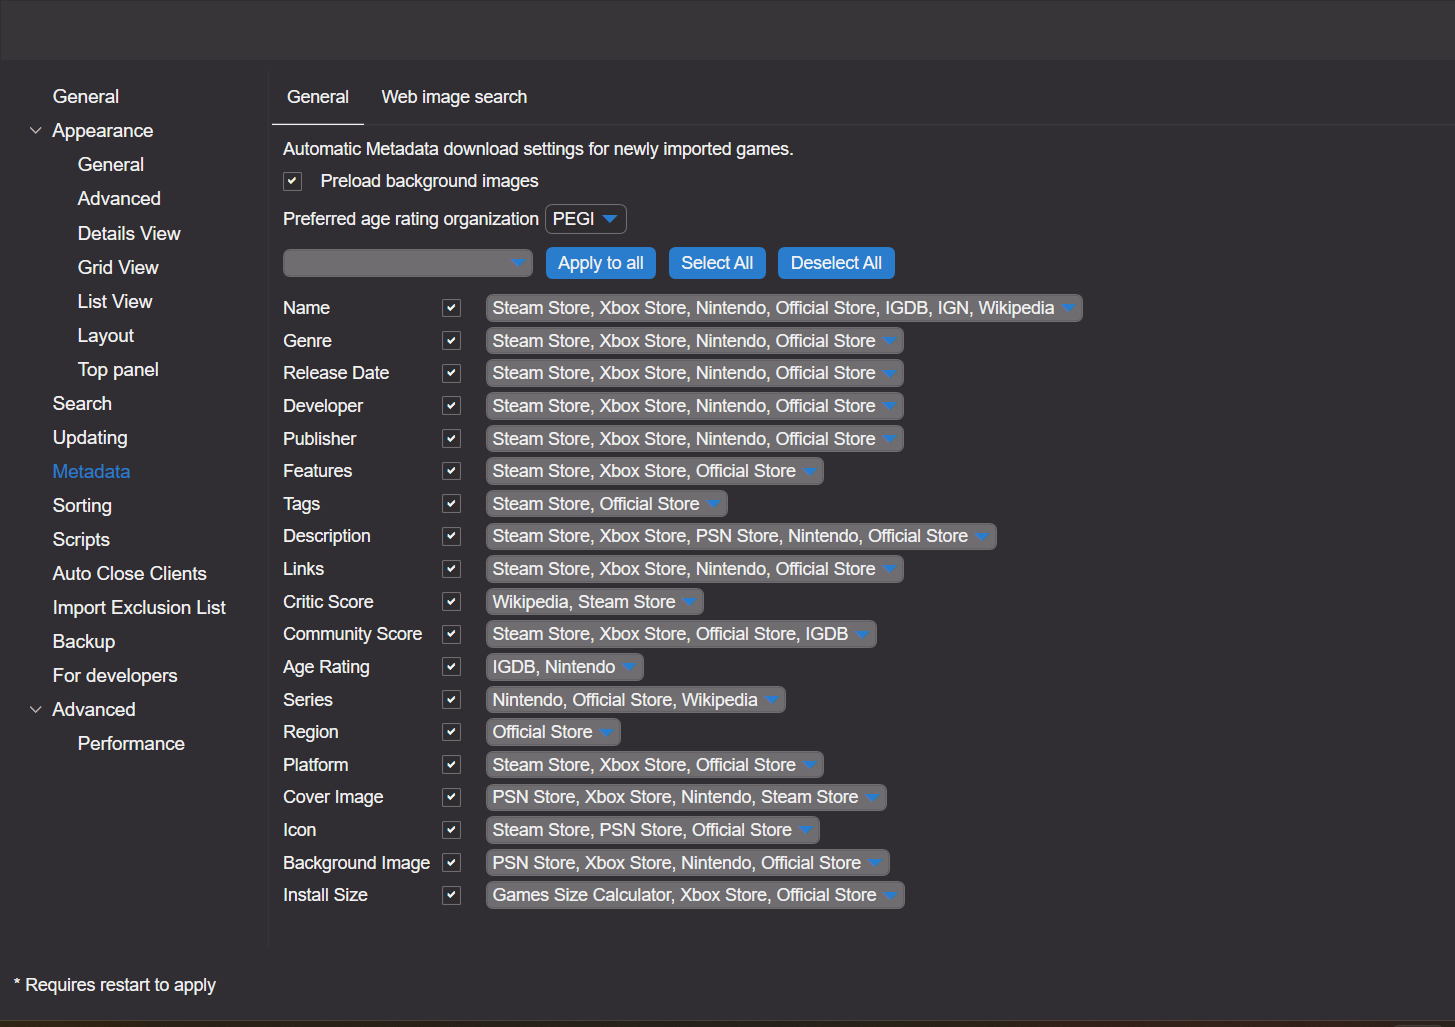 General
Appearance
General
Advanced
Details View
Grid View
List View
Layout
Top panel
Search
Updating
Metadata
Sorting
Scripts
Auto Close Clients
Import Exclusion List
Backup
For developers
Advanced
Performance
General Web image search
Automatic Metadata download settings for newly imported games.
Preload background images
Preferred age rating organization PEGI
Apply to all Select All Deselect All
Name Steam Store, Xbox Store, Nintendo, Official Store, IGDB, IGN, Wikipedia
Genre Steam Store, Xbox Store, Nintendo, Official Store
Release Date Steam Store, Xbox Store, Nintendo, Official Store
Developer Steam Store, Xbox Store, Nintendo, Official Store
Publisher Steam Store, Xbox Store, Nintendo, Official Store
Features Steam Store, Xbox Store, Official Store
Tags Steam Store, Official Store
Description Steam Store, Xbox Store, PSN Store, Nintendo, Official Store
Links Steam Store, Xbox Store, Nintendo, Official Store
Critic Score Wikipedia, Steam Store
Community Score Steam Store, Xbox Store, Official Store, IGDB
Age Rating IGDB, Nintendo
Series Nintendo, Official Store, Wikipedia
Region Official Store
Platform Steam Store, Xbox Store, Official Store
Cover Image PSN Store, Xbox Store, Nintendo, Steam Store
Icon Steam Store, PSN Store, Official Store
Background Image PSN Store, Xbox Store, Nintendo, Official Store
Install Size Games Size Calculator, Xbox Store, Official Store
* Requires restart to apply